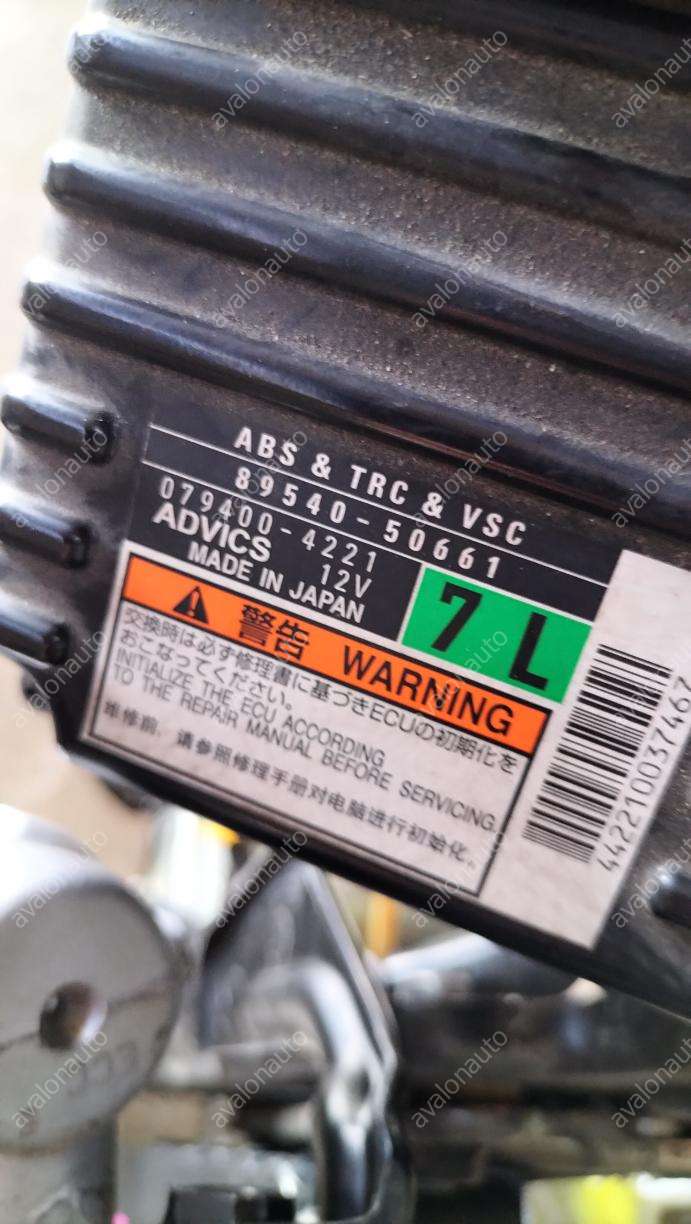 ABS & TRC & VSC
89540-50661
079400-4221
ADVICS 12V
MADE IN JAPAN
7L
警告 WARNING
交換時は必ず修理書に基づきECUの初期化を
おこなってください。
INITIALIZE THE ECU ACCORDING
TO THE REPAIR MANUAL BEFORE SERVICING.
维修前，请参照修理手册对电脑进行初始化。
442210037467
avalonauto